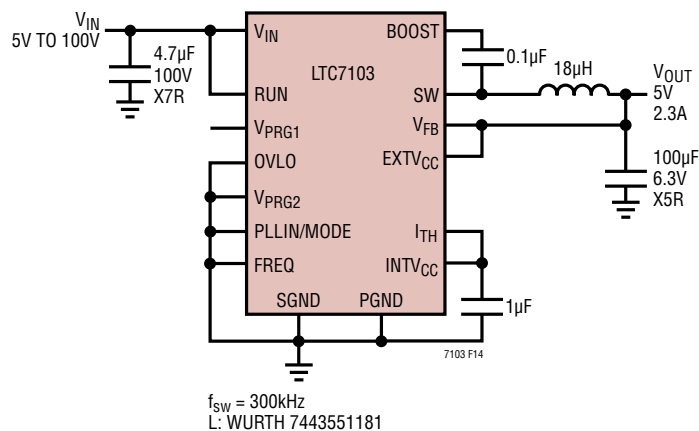 VIN
5V TO 100V
4.7µF
100V
X7R
VIN
RUN
VPRG1
OVLO
VPRG2
PLLIN/MODE
FREQ
SGND
PGND
LTC7103
BOOST
SW
VFB
EXTVCC
ITH
INTVCC
0.1µF
18µH
VOUT
5V
2.3A
100µF
6.3V
X5R
1µF
7103 F14
fSW = 300kHz
L: WURTH 7443551181